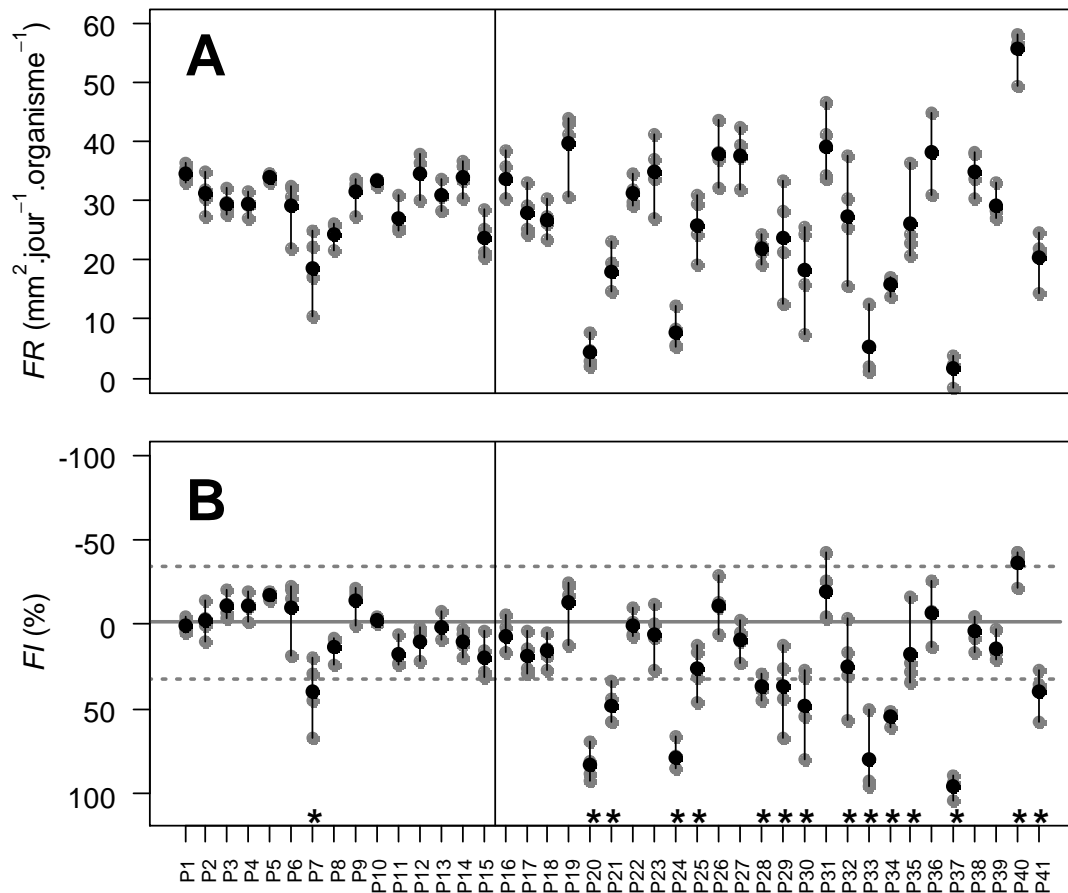 A
FR (mm².jour⁻¹.organisme⁻¹)
60
50
40
30
20
10
0
B
FI (%)
-100
-50
0
50
100
* * * * * * * * * * * * * * *
P1 P2 P3 P4 P5 P6 P7 P8 P9 P10 P11 P12 P13 P14 P15 P16 P17 P18 P19 P20 P21 P22 P23 P24 P25 P26 P27 P28 P29 P30 P31 P32 P33 P34 P35 P36 P37 P38 P39 P40 P41